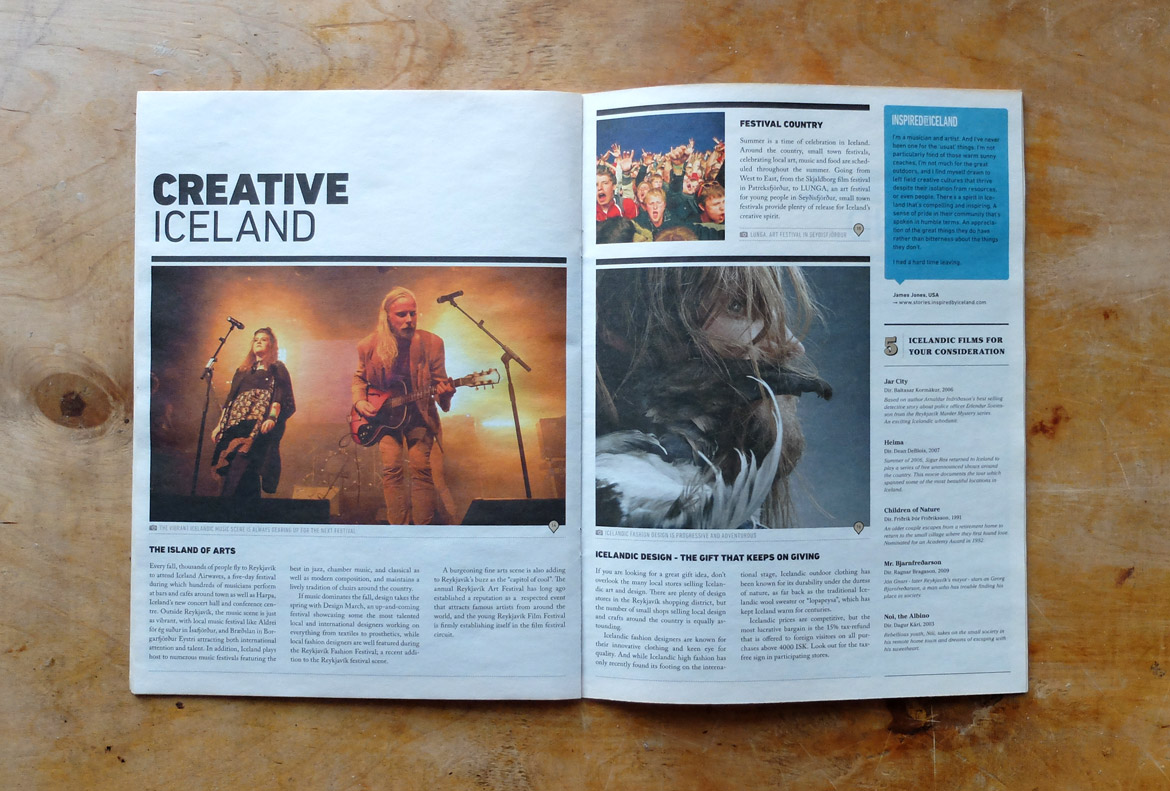 CREATIVE
ICELAND
THE VIBRANT ICELANDIC MUSIC SCENE IS ALWAYS GEARING UP FOR THE NEXT FESTIVAL
THE ISLAND OF ARTS
Every fall, thousands of people fly to Reykjavík
to attend Iceland Airwaves, a five-day festival
during which hundreds of musicians perform
at bars and cafés around town as well as Harpa,
Iceland's new concert hall and conference cen-
tre. Outside Reykjavík, the music scene is just
as vibrant, with local music festival like Aldrei
fór ég suður in Ísafjörður, and Bræðslan in Bor-
garfjörður Eystri attracting both international
attention and talent. In addition, Iceland plays
host to numerous music festivals featuring the
best in jazz, chamber music, and classical as
well as modern composition, and maintains a
lively tradition of choirs around the country.
If music dominates the fall, design takes the
spring with Design March, an up-and-coming
festival showcasing some the most talented
local and international designers working on
everything from textiles to prosthetics, while
local fashion designers are well featured during
the Reykjavík Fashion Festival, a recent addi-
tion to the Reykjavík festival scene.
A burgeoning fine arts scene is also adding
to Reykjavík's buzz as the "capitol of cool". The
annual Reykjavík Art Festival has long ago
established a reputation as a respected event
that attracts famous artists from around the
world, and the young Reykjavík Film Festival
is firmly establishing itself in the film festival
circuit.
FESTIVAL COUNTRY
Summer is a time of celebration in Iceland.
Around the country, small town festivals,
celebrating local art, music and food are sched-
uled throughout the summer. Going from
West to East, from the Skjaldborg film festival
in Patreksfjörður, to LUNGA, an art festival
for young people in Seyðisfjörður, small town
festivals provide plenty of release for Iceland's
creative spirit.
LUNGA, ART FESTIVAL IN SEYÐISFJÖRÐUR
ICELANDIC FASHION DESIGN IS PROGRESSIVE AND ADVENTUROUS
ICELANDIC DESIGN - THE GIFT THAT KEEPS ON GIVING
If you are looking for a great gift idea, don't
overlook the many local stores selling Icelan-
dic art and design. There are plenty of design
stores in the Reykjavík shopping district, but
the number of small shops selling local design
and crafts around the country is equally as-
tounding.
Icelandic fashion designers are known for
their innovative clothing and keen eye for
quality. And while Icelandic high fashion has
only recently found its footing on the interna-
tional stage, Icelandic outdoor clothing has
been known for its durability under the duress
of nature, as far back as the traditional Ice-
landic wool sweater or "lopapeysa", which has
kept Iceland warm for centuries.
Icelandic prices are competitive, but the
most lucrative bargain is the 15% tax-refund
that is offered to foreign visitors on all pur-
chases above 4000 ISK. Look out for the tax-
free sign in participating stores.
INSPIRED BY ICELAND
I'm a musician and artist. And I've never
been one for the 'usual' things. I'm not
particularly fond of those warm sunny
beaches, I'm not much for the great
outdoors, and I find myself drawn to
left field creative cultures that thrive
despite their isolation from resources,
or even people. There's a spirit in Ice-
land that's compelling and inspiring. A
sense of pride in their community that's
spoken in humble terms. An apprecia-
tion of the great things they do have
rather than bitterness about the things
they don't.
I had a hard time leaving.
James Jones, USA
→ www.stories.inspiredbyiceland.com
5 ICELANDIC FILMS FOR
YOUR CONSIDERATION
Jar City
Dir. Baltasar Kormákur, 2006
Based on author Arnaldur Indriðason's best selling
detective story about police officer Erlendur Sveins-
son from the Reykjavík Murder Mystery series.
An exciting Icelandic whodunit.
Heima
Dir. Dean DeBlois, 2007
Summer of 2006, Sigur Rós returned to Iceland to
play a series of free unannounced shows around
the country. This movie documents the tour which
spanned some of the most beautiful locations in
Iceland.
Children of Nature
Dir. Friðrik Þór Friðriksson, 1991
An older couple escapes from a retirement home to
return to the small village where they first found love.
Nominated for an Academy Award in 1992.
Mr. Bjarnfreðarson
Dir. Ragnar Bragason, 2009
Jón Gnarr - later Reykjavík's mayor - stars as Georg
Bjarnfreðarson, a man who has trouble finding his
place in society
Nói, the Albino
Dir. Dagur Kári, 2003
Rebellious youth, Nói, takes on the small society in
his remote home town and dreams of escaping with
his sweetheart.